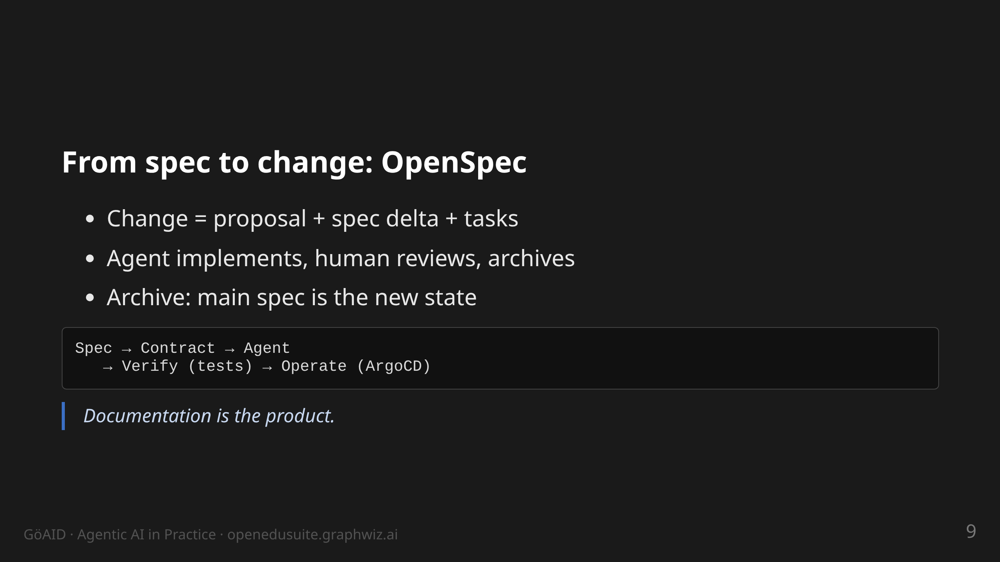 From spec to change: OpenSpec
• Change = proposal + spec delta + tasks
• Agent implements, human reviews, archives
• Archive: main spec is the new state
Spec → Contract → Agent
   → Verify (tests) → Operate (ArgoCD)
Documentation is the product.
GöAID · Agentic AI in Practice · openedusuite.graphwiz.ai
9